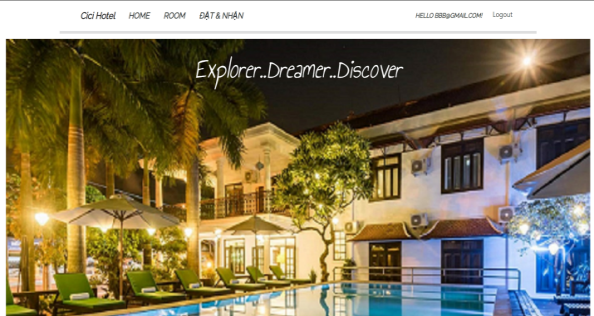 Cici Hotel HOME ROOM ĐẶT & NHẬN HELLO BBB@GMAIL.COM! Logout
Explorer..Dreamer..Discover